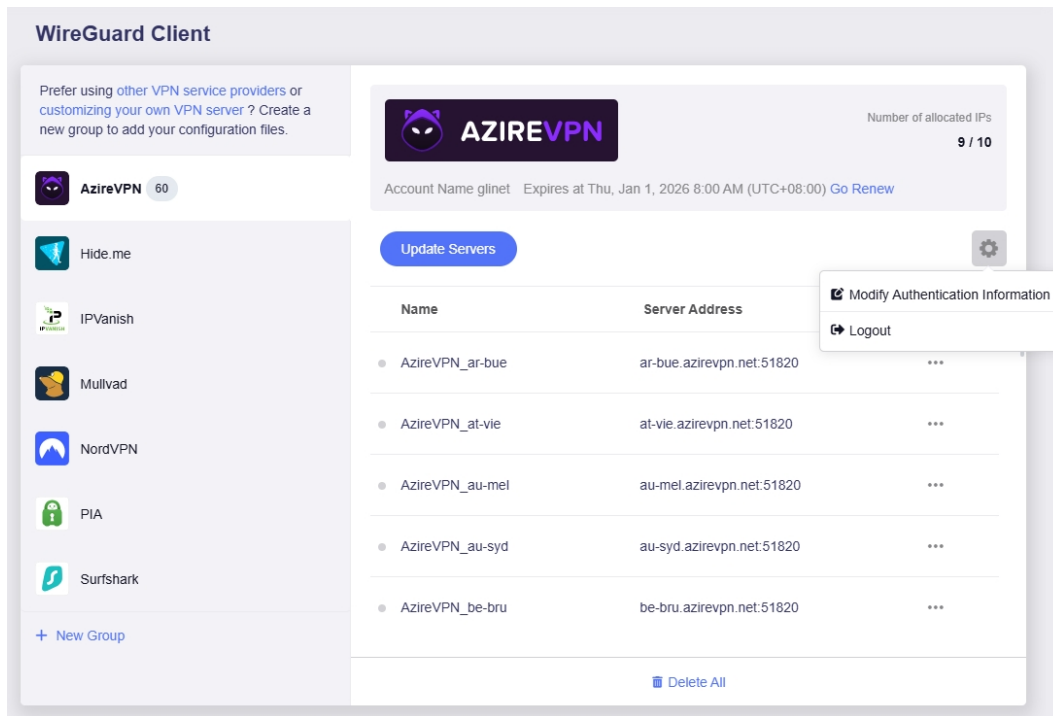 WireGuard Client
Prefer using other VPN service providers or
customizing your own VPN server ? Create a
new group to add your configuration files.
AzireVPN 60
Hide.me
IPVANISH
IPVanish
Mullvad
NordVPN
PIA
Surfshark
+ New Group
AZIREVPN
Number of allocated IPs
9 / 10
Account Name glinet Expires at Thu, Jan 1, 2026 8:00 AM (UTC+08:00) Go Renew
Update Servers
Modify Authentication Information
Logout
Name Server Address
AzireVPN_ar-bue ar-bue.azirevpn.net:51820
AzireVPN_at-vie at-vie.azirevpn.net:51820
AzireVPN_au-mel au-mel.azirevpn.net:51820
AzireVPN_au-syd au-syd.azirevpn.net:51820
AzireVPN_be-bru be-bru.azirevpn.net:51820
Delete All